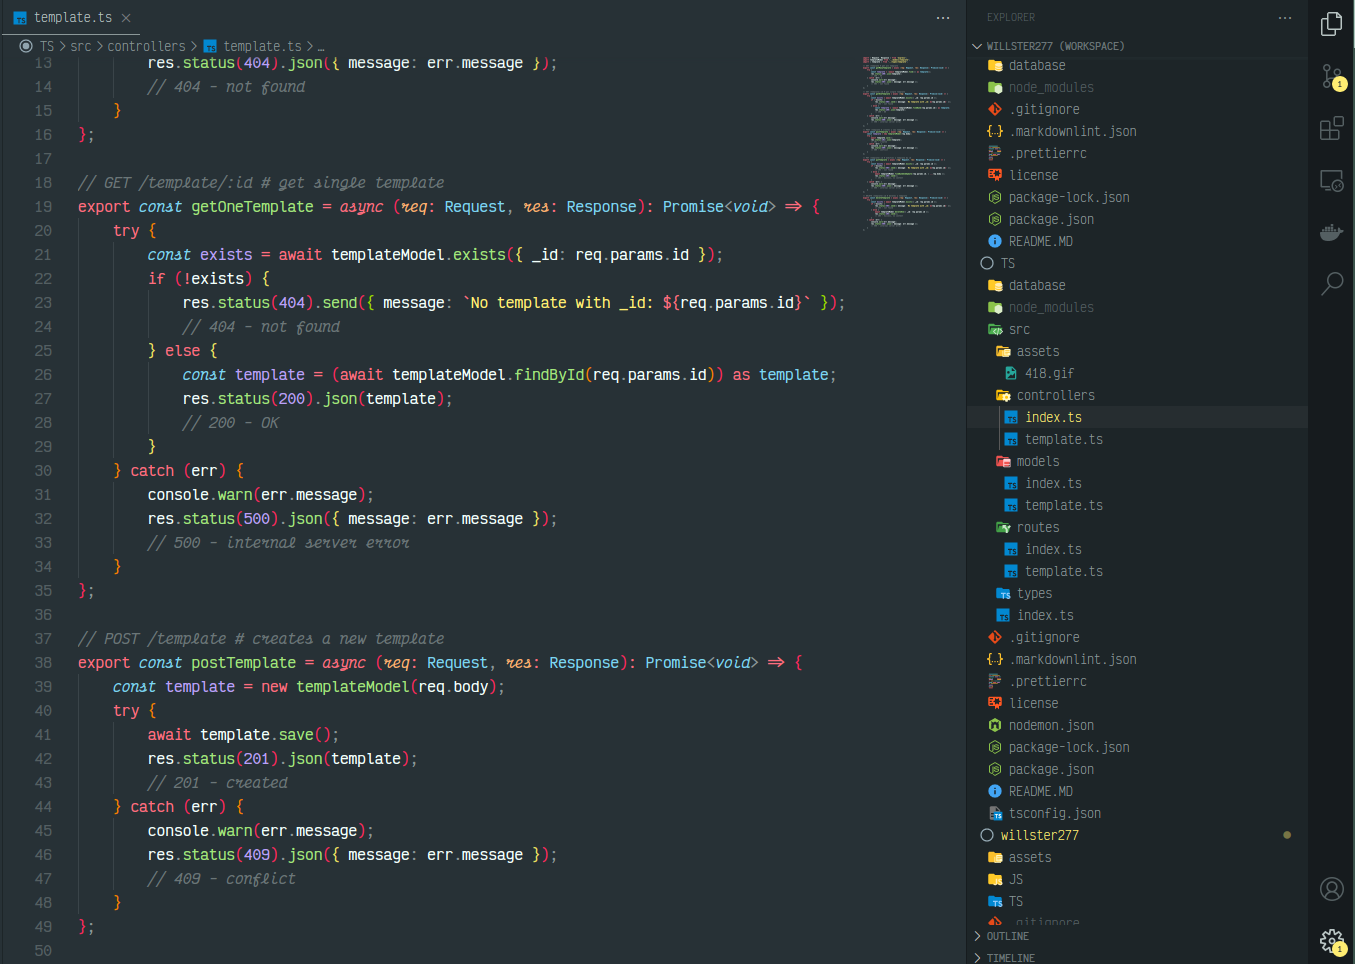 template.ts
TS > src > controllers > template.ts > …
13 res.status(404).json({ message: err.message });
14 // 404 - not found
15 }
16 };
17
18 // GET /template/:id # get single template
19 export const getOneTemplate = async (req: Request, res: Response): Promise<void> => {
20 try {
21 const exists = await templateModel.exists({ _id: req.params.id });
22 if (!exists) {
23 res.status(404).send({ message: `No template with _id: ${req.params.id}` });
24 // 404 - not found
25 } else {
26 const template = (await templateModel.findById(req.params.id)) as template;
27 res.status(200).json(template);
28 // 200 - OK
29 }
30 } catch (err) {
31 console.warn(err.message);
32 res.status(500).json({ message: err.message });
33 // 500 - internal server error
34 }
35 };
36
37 // POST /template # creates a new template
38 export const postTemplate = async (req: Request, res: Response): Promise<void> => {
39 const template = new templateModel(req.body);
40 try {
41 await template.save();
42 res.status(201).json(template);
43 // 201 - created
44 } catch (err) {
45 console.warn(err.message);
46 res.status(409).json({ message: err.message });
47 // 409 - conflict
48 }
49 };
50
EXPLORER
WILLSTER277 (WORKSPACE)
database
node_modules
.gitignore
.markdownlint.json
.prettierrc
license
package-lock.json
package.json
README.MD
TS
database
node_modules
src
assets
418.gif
controllers
index.ts
template.ts
models
index.ts
template.ts
routes
index.ts
template.ts
types
index.ts
.gitignore
.markdownlint.json
.prettierrc
license
nodemon.json
package-lock.json
package.json
README.MD
tsconfig.json
willster277
assets
JS
TS
.gitignore
OUTLINE
TIMELINE
1
1